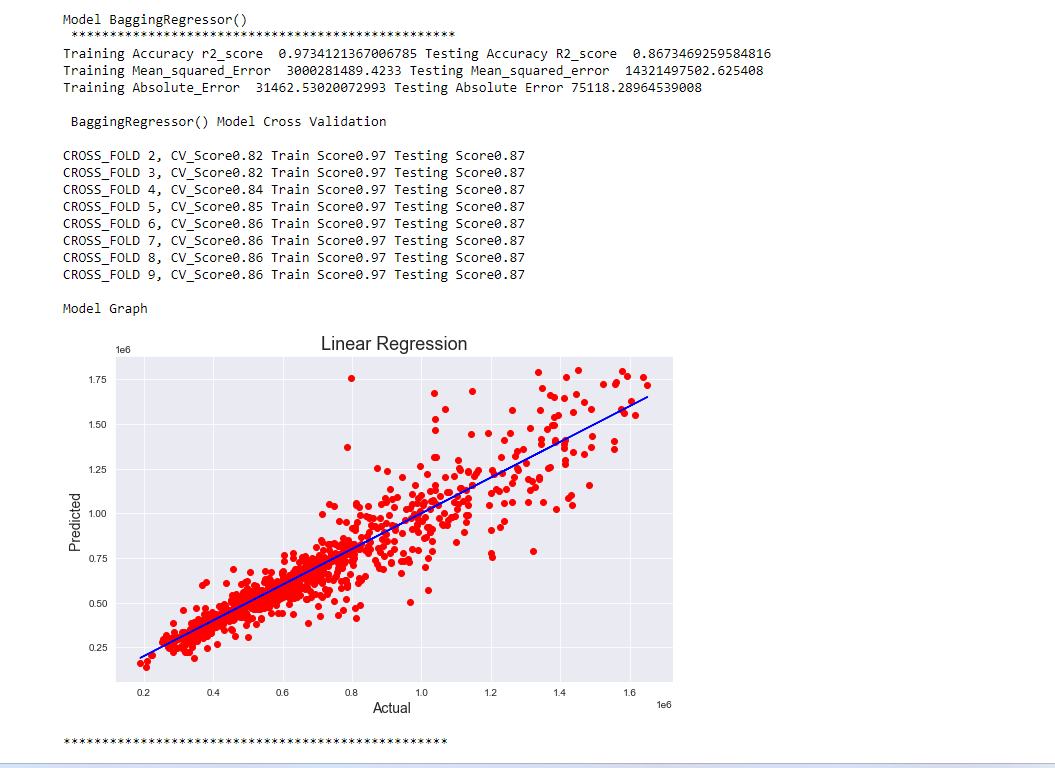 Model BaggingRegressor()
**************************************************
Training Accuracy r2_score  0.9734121367006785 Testing Accuracy R2_score  0.8673469259584816
Training Mean_squared_Error  3000281489.4233 Testing Mean_squared_error  14321497502.625408
Training Absolute_Error  31462.53020072993 Testing Absolute Error 75118.28964539008
BaggingRegressor() Model Cross Validation
CROSS_FOLD 2, CV_Score0.82 Train Score0.97 Testing Score0.87
CROSS_FOLD 3, CV_Score0.82 Train Score0.97 Testing Score0.87
CROSS_FOLD 4, CV_Score0.84 Train Score0.97 Testing Score0.87
CROSS_FOLD 5, CV_Score0.85 Train Score0.97 Testing Score0.87
CROSS_FOLD 6, CV_Score0.86 Train Score0.97 Testing Score0.87
CROSS_FOLD 7, CV_Score0.86 Train Score0.97 Testing Score0.87
CROSS_FOLD 8, CV_Score0.86 Train Score0.97 Testing Score0.87
CROSS_FOLD 9, CV_Score0.86 Train Score0.97 Testing Score0.87
Model Graph
Linear Regression
1e6
1.75
1.50
1.25
1.00
0.75
0.50
0.25
Predicted
0.2 0.4 0.6 0.8 1.0 1.2 1.4 1.6
1e6
Actual
**************************************************